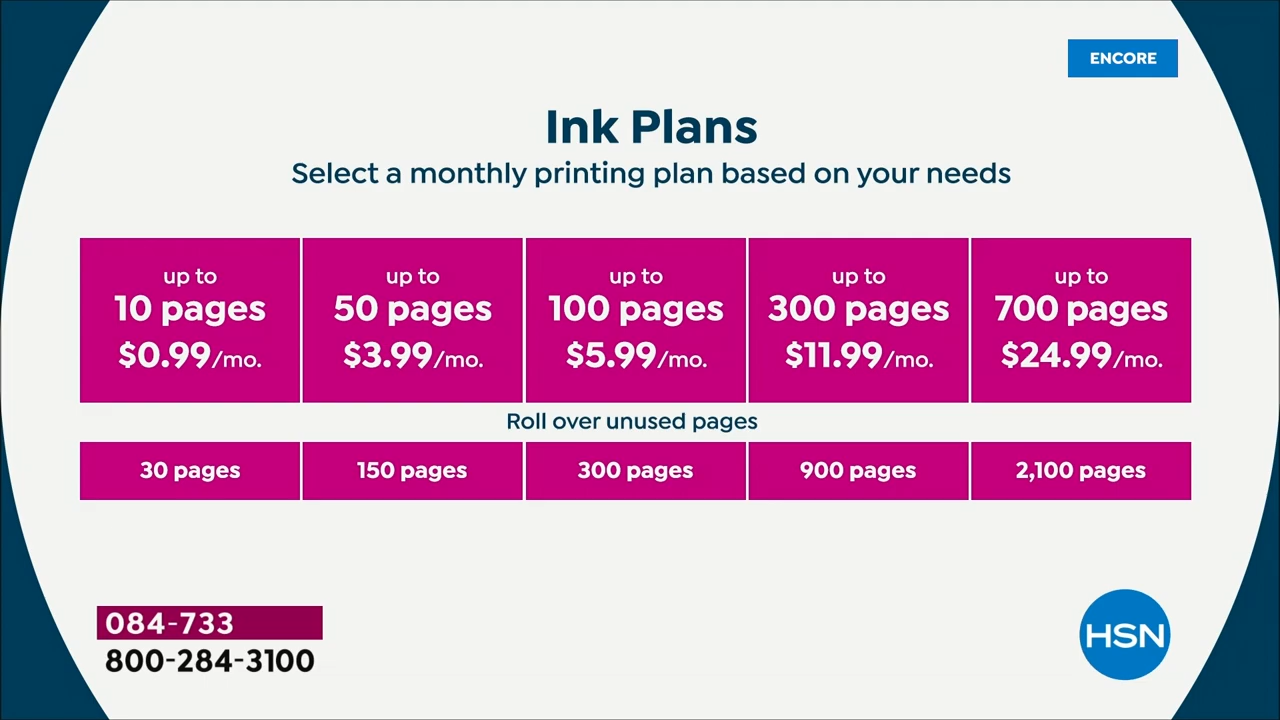 ENCORE
Ink Plans
Select a monthly printing plan based on your needs
up to
10 pages
$0.99/mo.
up to
50 pages
$3.99/mo.
up to
100 pages
$5.99/mo.
up to
300 pages
$11.99/mo.
up to
700 pages
$24.99/mo.
Roll over unused pages
30 pages
150 pages
300 pages
900 pages
2,100 pages
084-733
800-284-3100
HSN